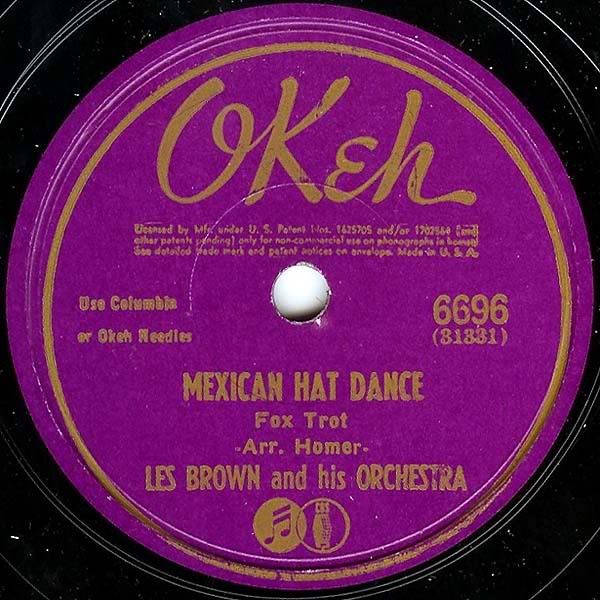 OKeh
Licensed by Mfr. under U. S. Patent Nos. 1625705 and/or 1702564 (and
other patents pending) only for non-commercial use on phonographs in homes)
See detailed trade mark and patent notices on envelope. Made in U. S. A.
Use Columbia
or Okeh Needles
6696
(31331)
MEXICAN HAT DANCE
Fox Trot
-Arr. Homer-
LES BROWN and his ORCHESTRA
CBS